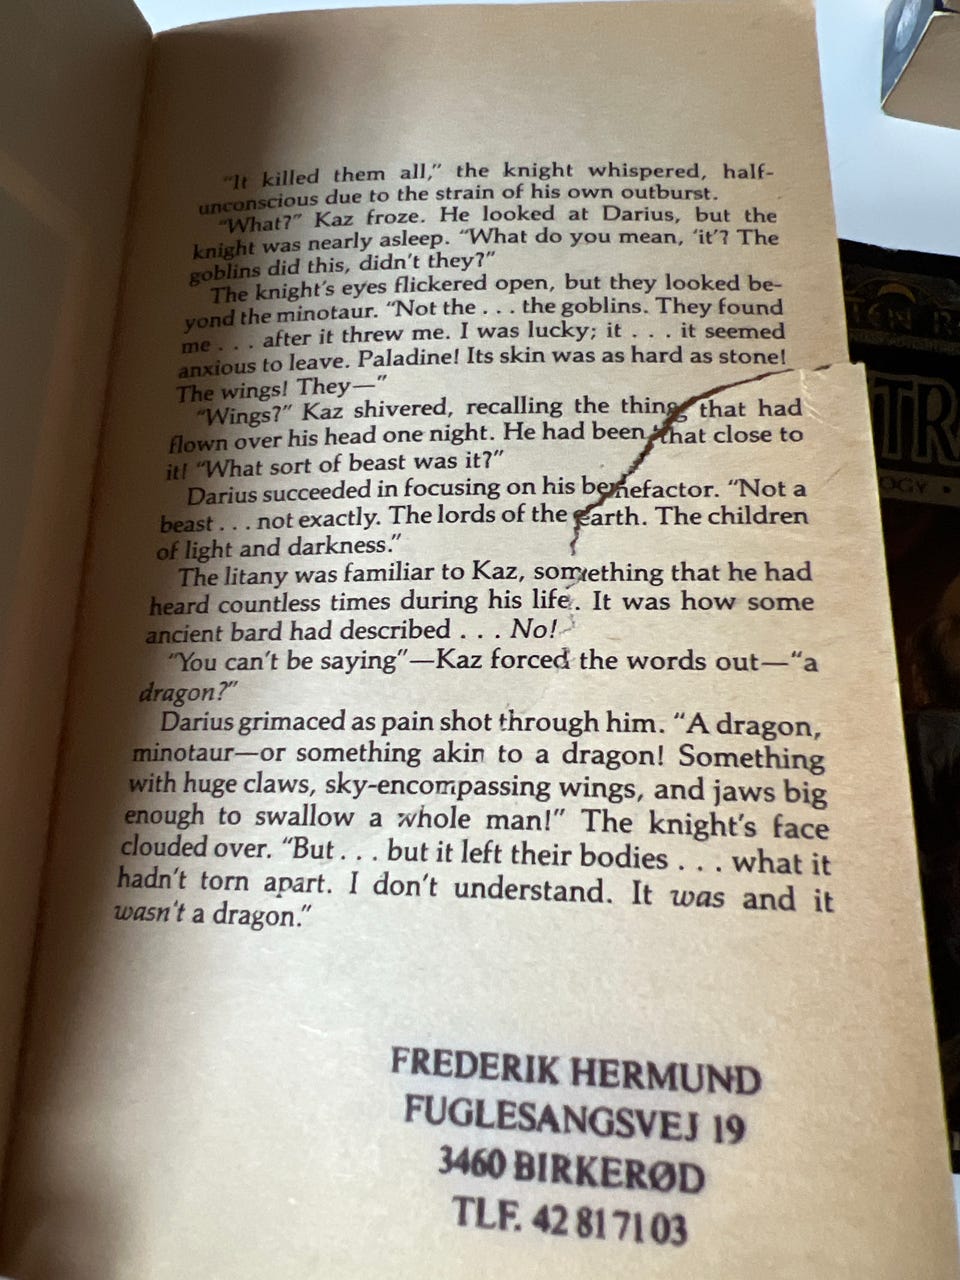 "It killed them all," the knight whispered, half-
unconscious due to the strain of his own outburst.
"What?" Kaz froze. He looked at Darius, but the
knight was nearly asleep. "What do you mean, 'it'? The
goblins did this, didn't they?"
The knight's eyes flickered open, but they looked be-
yond the minotaur. "Not the . . . the goblins. They found
me . . . after it threw me. I was lucky; it . . . it seemed
anxious to leave. Paladine! Its skin was as hard as stone!
The wings! They—"
"Wings?" Kaz shivered, recalling the thing that had
flown over his head one night. He had been that close to
it! "What sort of beast was it?"
Darius succeeded in focusing on his benefactor. "Not a
beast . . . not exactly. The lords of the earth. The children
of light and darkness."
The litany was familiar to Kaz, something that he had
heard countless times during his life. It was how some
ancient bard had described . . . No!
"You can't be saying"—Kaz forced the words out—"a
dragon?"
Darius grimaced as pain shot through him. "A dragon,
minotaur—or something akin to a dragon! Something
with huge claws, sky-encompassing wings, and jaws big
enough to swallow a whole man!" The knight's face
clouded over. "But . . . but it left their bodies . . . what it
hadn't torn apart. I don't understand. It was and it
wasn't a dragon."
FREDERIK HERMUND
FUGLESANGSVEJ 19
3460 BIRKERØD
TLF. 42 81 71 03